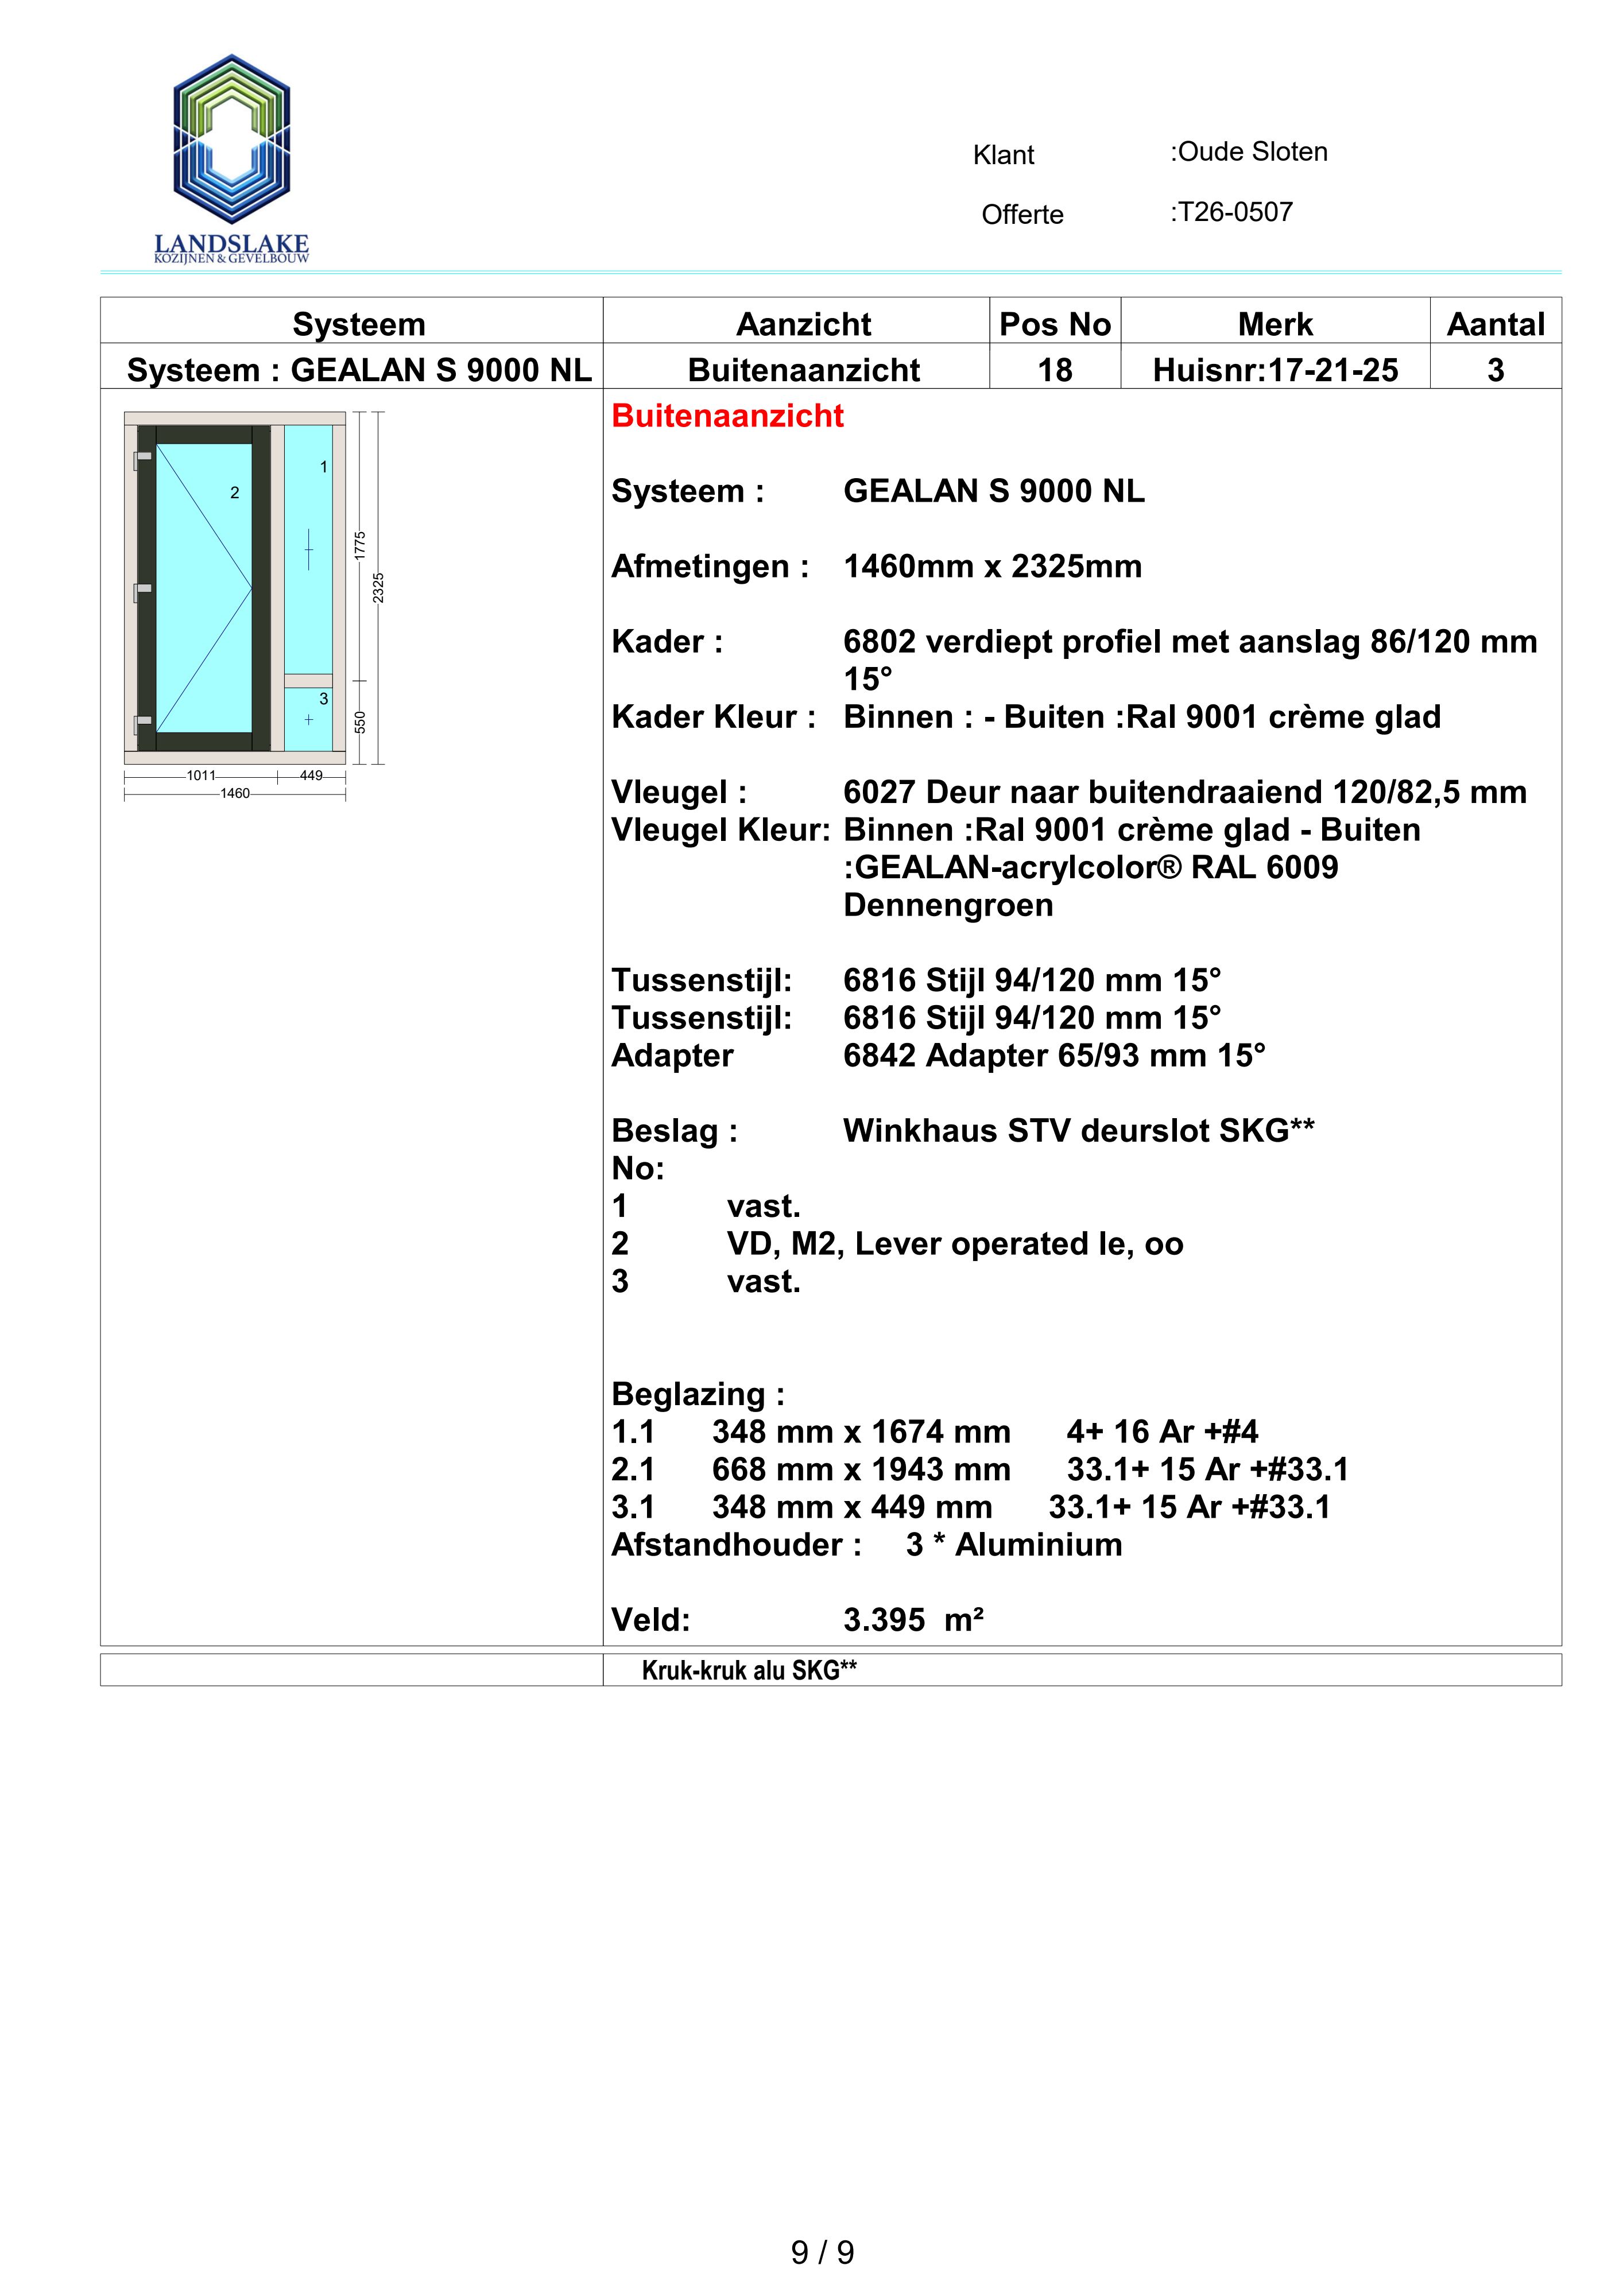 LANDSLAKE
KOZIJNEN & GEVELBOUW
Klant :Oude Sloten
Offerte :T26-0507
Systeem Aanzicht Pos No Merk Aantal
Systeem : GEALAN S 9000 NL Buitenaanzicht 18 Huisnr:17-21-25 3
1
2
3
1775
550
2325
1011 449
1460
Buitenaanzicht
Systeem : GEALAN S 9000 NL
Afmetingen : 1460mm x 2325mm
Kader : 6802 verdiept profiel met aanslag 86/120 mm
15°
Kader Kleur : Binnen : - Buiten :Ral 9001 crème glad
Vleugel : 6027 Deur naar buitendraaiend 120/82,5 mm
Vleugel Kleur: Binnen :Ral 9001 crème glad - Buiten
:GEALAN-acrylcolor® RAL 6009
Dennengroen
Tussenstijl: 6816 Stijl 94/120 mm 15°
Tussenstijl: 6816 Stijl 94/120 mm 15°
Adapter 6842 Adapter 65/93 mm 15°
Beslag : Winkhaus STV deurslot SKG**
No:
1 vast.
2 VD, M2, Lever operated le, oo
3 vast.
Beglazing :
1.1 348 mm x 1674 mm 4+ 16 Ar +#4
2.1 668 mm x 1943 mm 33.1+ 15 Ar +#33.1
3.1 348 mm x 449 mm 33.1+ 15 Ar +#33.1
Afstandhouder : 3 * Aluminium
Veld: 3.395 m²
Kruk-kruk alu SKG**
9 / 9